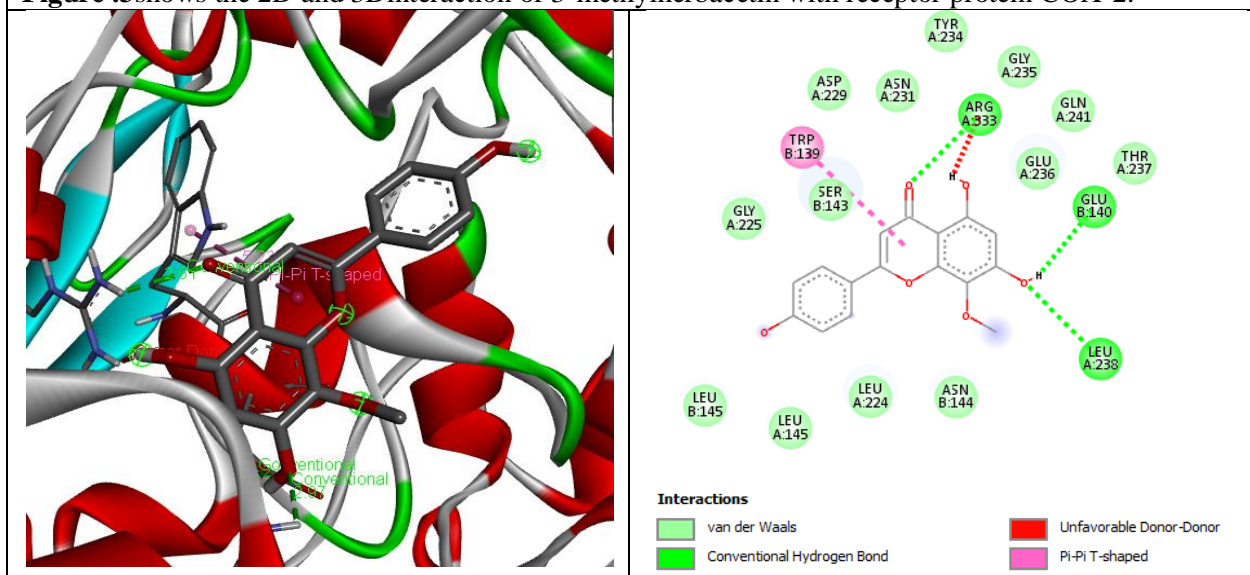 shows the 2D and 3D interaction of with receptor protein COX-2.
Conventional
Pi-Pi T-shaped
Conventional
Conventional
2.97
TYR
A:234
GLY
A:235
ASP
A:229
ASN
A:231
ARG
A:333
GLN
A:241
TRP
B:139
GLU
A:236
THR
A:237
SER
B:143
GLU
B:140
GLY
A:225
O
H
O
O
H
O
O
O
LEU
A:238
LEU
A:224
ASN
B:144
LEU
B:145
LEU
A:145
Interactions
van der Waals
Conventional Hydrogen Bond
Unfavorable Donor-Donor
Pi-Pi T-shaped